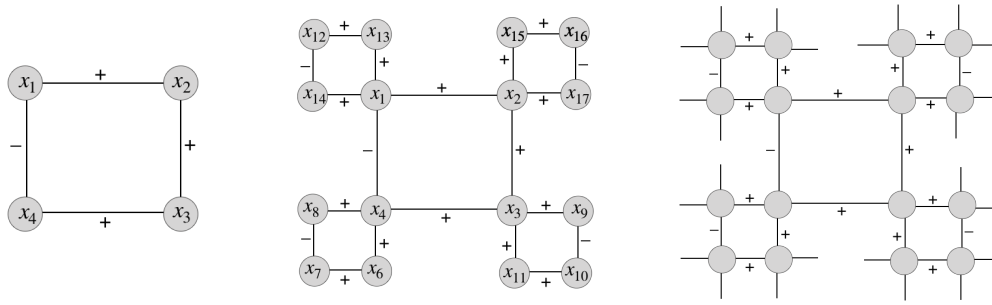 +
x1 x2
− +
x4 x3
+
+ +
x12 x13 x15 x16
− + + −
x14 + x1 + x2 + x17
− +
x8 + x4 + x3 + x9
− + + −
x7 + x6 x11 + x10
+ +
− + + −
+ + +
− +
+ + +
− + + −
+ +